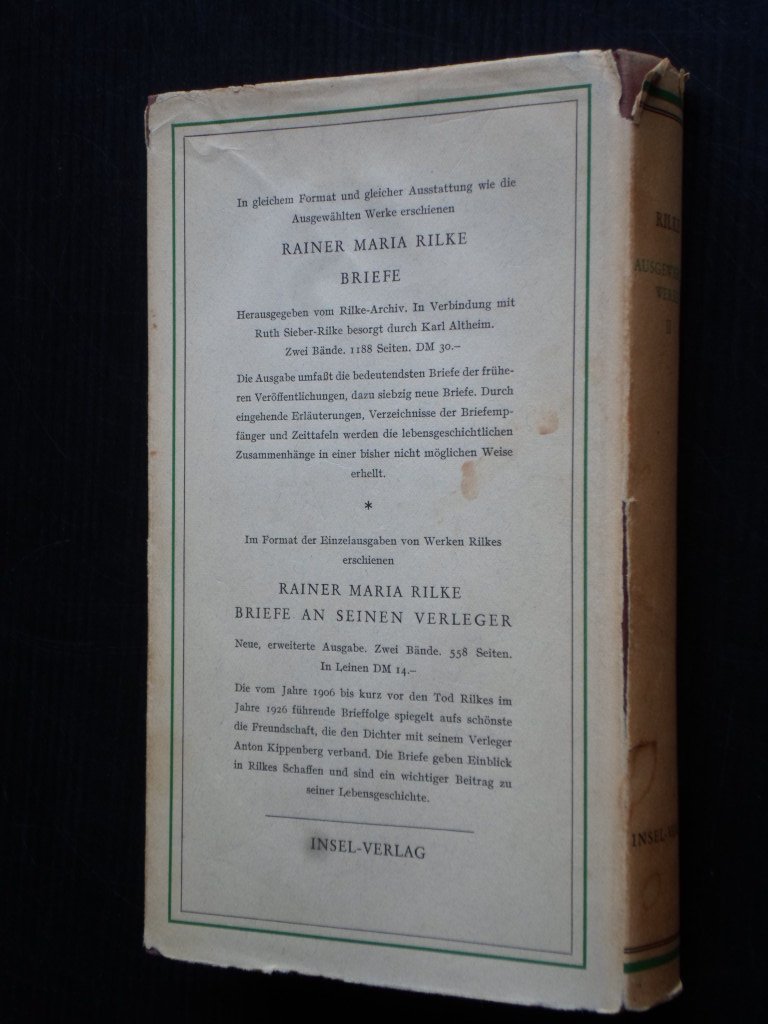 In gleichem Format und gleicher Ausstattung wie die
Ausgewählten Werke erschienen
RAINER MARIA RILKE
BRIEFE
Herausgegeben vom Rilke-Archiv. In Verbindung mit
Ruth Sieber-Rilke besorgt durch Karl Altheim.
Zwei Bände. 1188 Seiten. DM 30.–
Die Ausgabe umfaßt die bedeutendsten Briefe der frühe-
ren Veröffentlichungen, dazu siebzig neue Briefe. Durch
eingehende Erläuterungen, Verzeichnisse der Briefemp-
fänger und Zeittafeln werden die lebensgeschichtlichen
Zusammenhänge in einer bisher nicht möglichen Weise
erhellt.
*
Im Format der Einzelausgaben von Werken Rilkes
erschienen
RAINER MARIA RILKE
BRIEFE AN SEINEN VERLEGER
Neue, erweiterte Ausgabe. Zwei Bände. 558 Seiten.
In Leinen DM 14.–
Die vom Jahre 1906 bis kurz vor den Tod Rilkes im
Jahre 1926 führende Brieffolge spiegelt aufs schönste
die Freundschaft, die den Dichter mit seinem Verleger
Anton Kippenberg verband. Die Briefe geben Einblick
in Rilkes Schaffen und sind ein wichtiger Beitrag zu
seiner Lebensgeschichte.
INSEL-VERLAG
RILKE
II